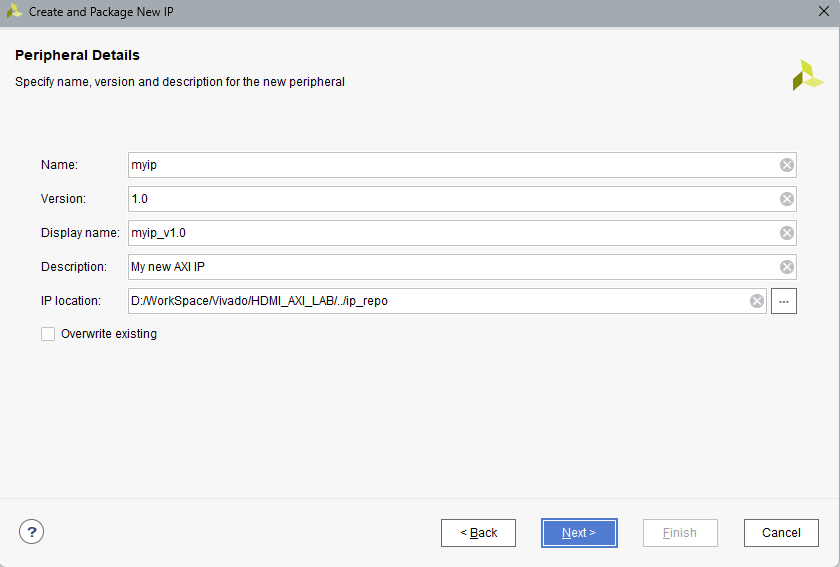 Create and Package New IP
Peripheral Details
Specify name, version and description for the new peripheral
Name: myip
Version: 1.0
Display name: myip_v1.0
Description: My new AXI IP
IP location: D:/WorkSpace/Vivado/HDMI_AXI_LAB/../ip_repo ...
Overwrite existing
? < Back Next > Finish Cancel